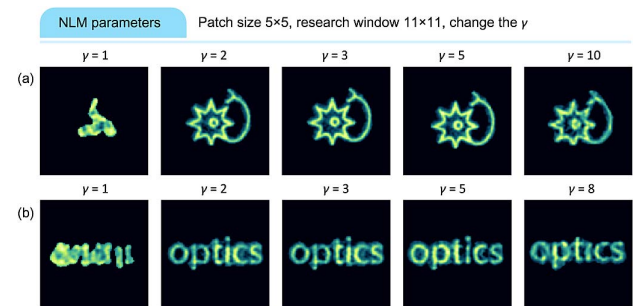 NLM parameters Patch size 5×5, research window 11×11, change the γ
γ = 1 γ = 2 γ = 3 γ = 5 γ = 10
(a)
γ = 1 γ = 2 γ = 3 γ = 5 γ = 8
(b)
optics optics optics optics